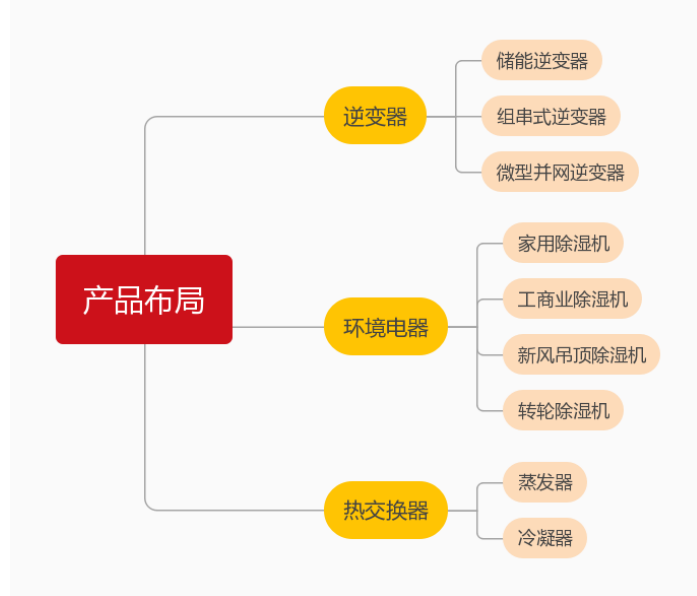 产品布局
逆变器
储能逆变器
组串式逆变器
微型并网逆变器
环境电器
家用除湿机
工商业除湿机
新风吊顶除湿机
转轮除湿机
热交换器
蒸发器
冷凝器